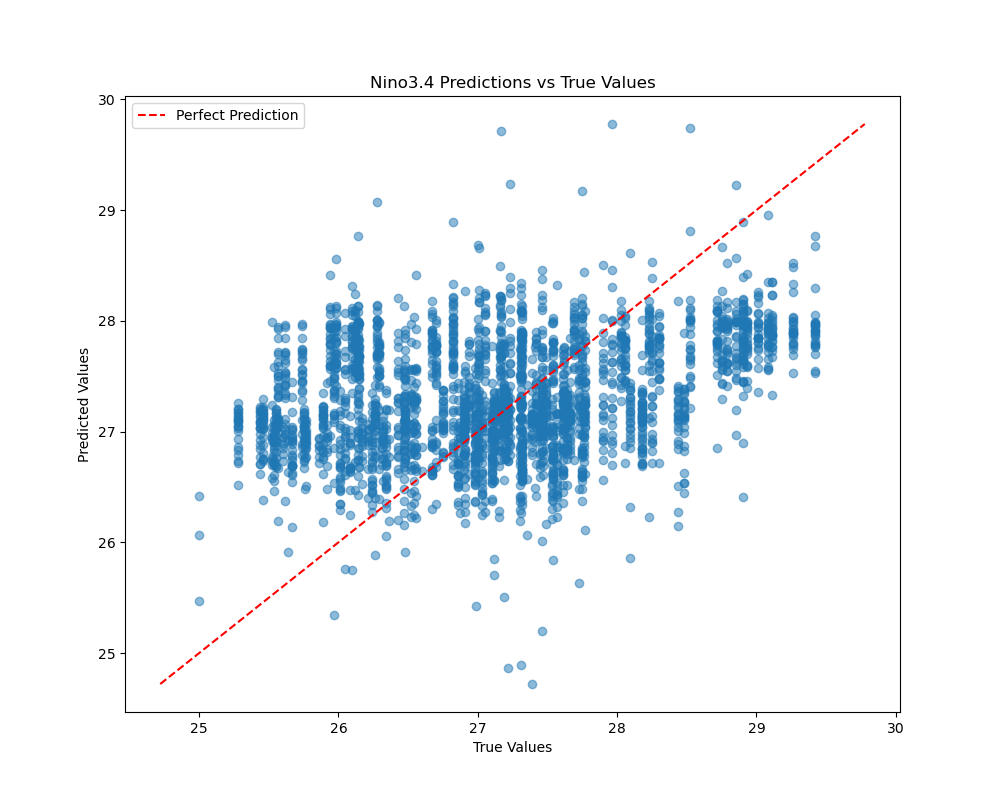 Nino3.4 Predictions vs True Values
Perfect Prediction
Predicted Values
30
29
28
27
26
25
25 26 27 28 29 30
True Values